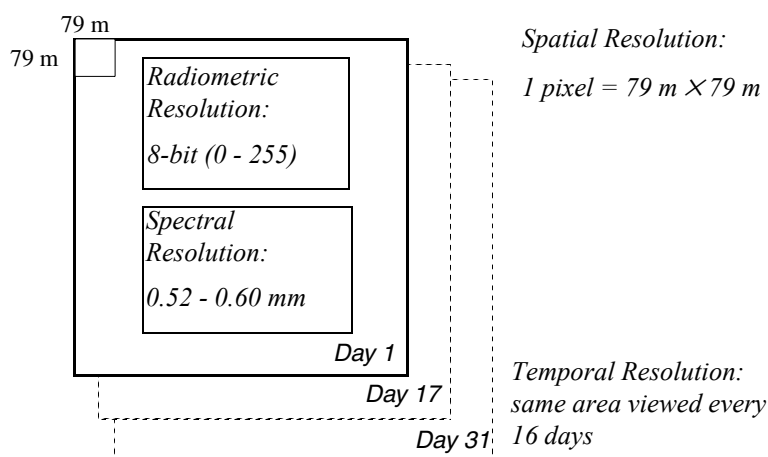 79 m
79 m
Spatial Resolution:
1 pixel = 79 m × 79 m
Radiometric
Resolution:
8-bit (0 - 255)
Spectral
Resolution:
0.52 - 0.60 mm
Day 1
Day 17
Day 31
Temporal Resolution:
same area viewed every
16 days